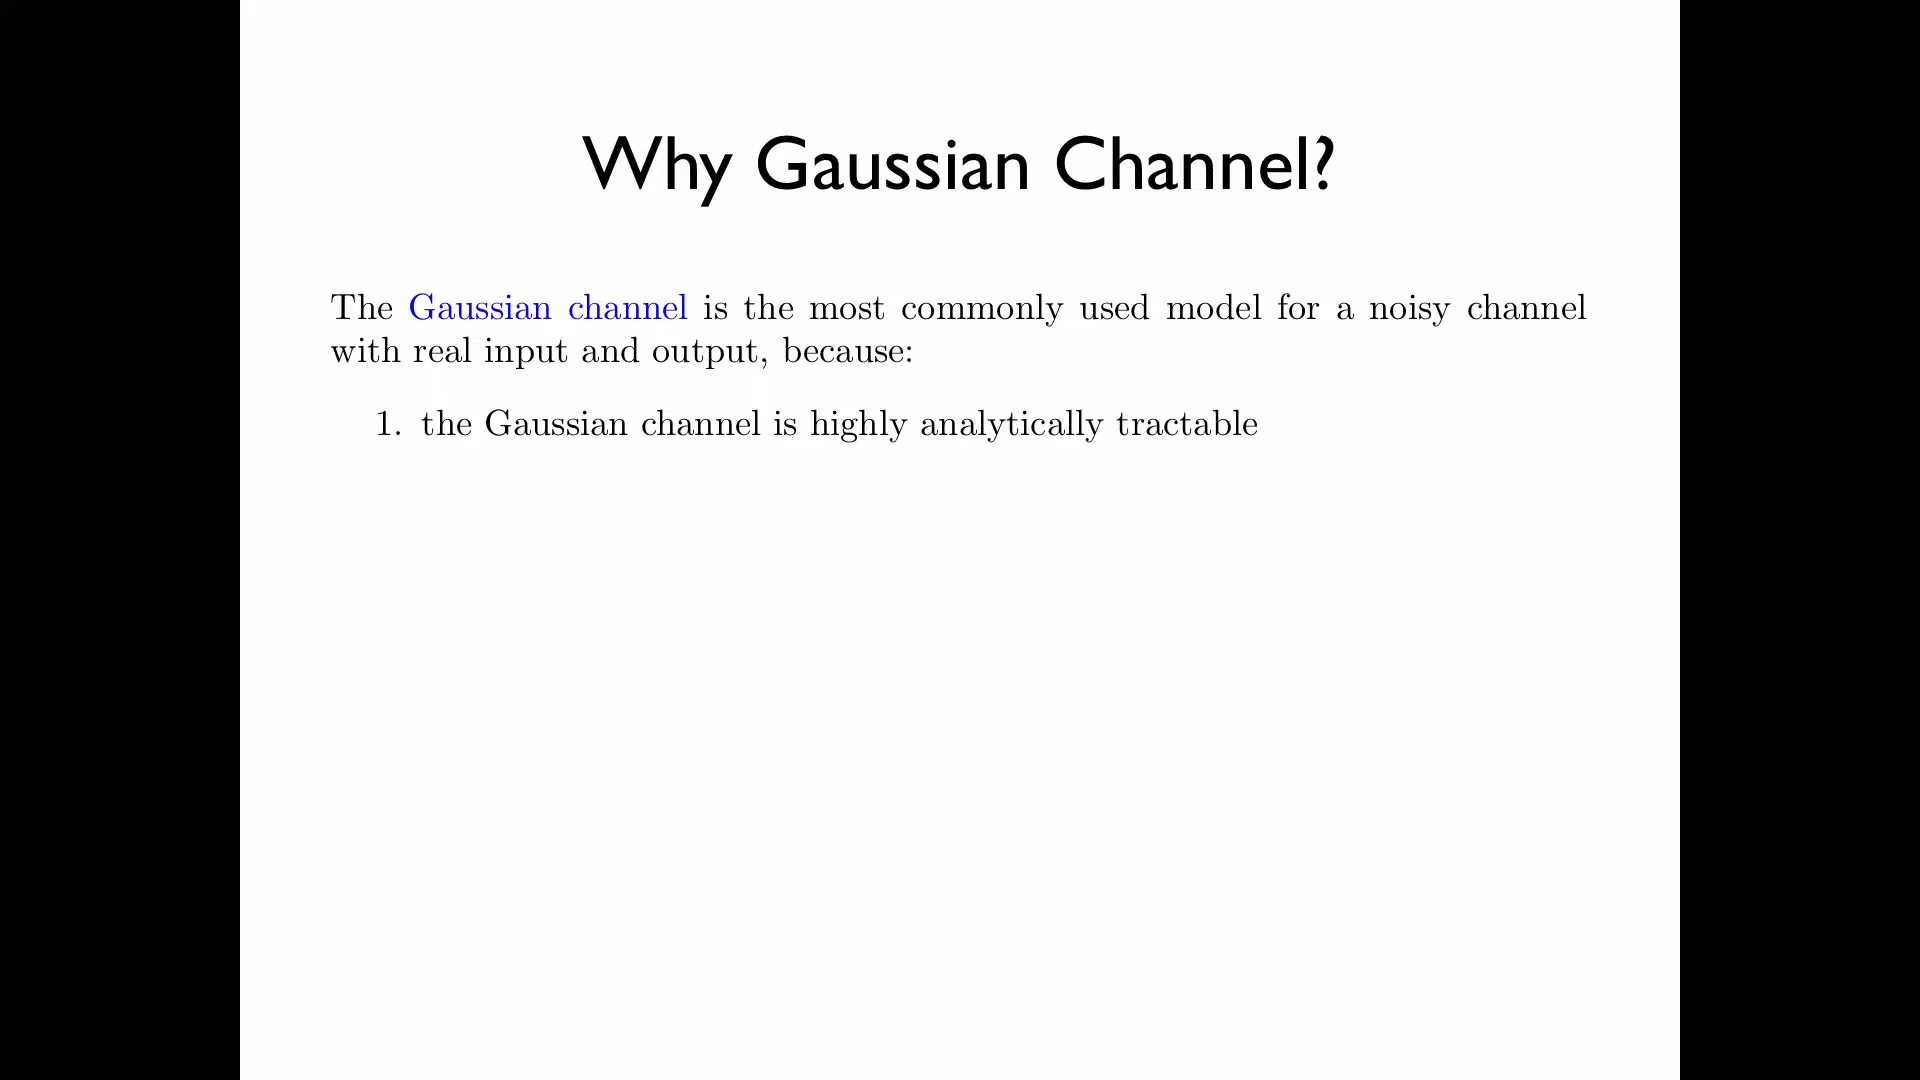 Why Gaussian Channel?
The Gaussian channel is the most commonly used model for a noisy channel
with real input and output, because:
1. the Gaussian channel is highly analytically tractable